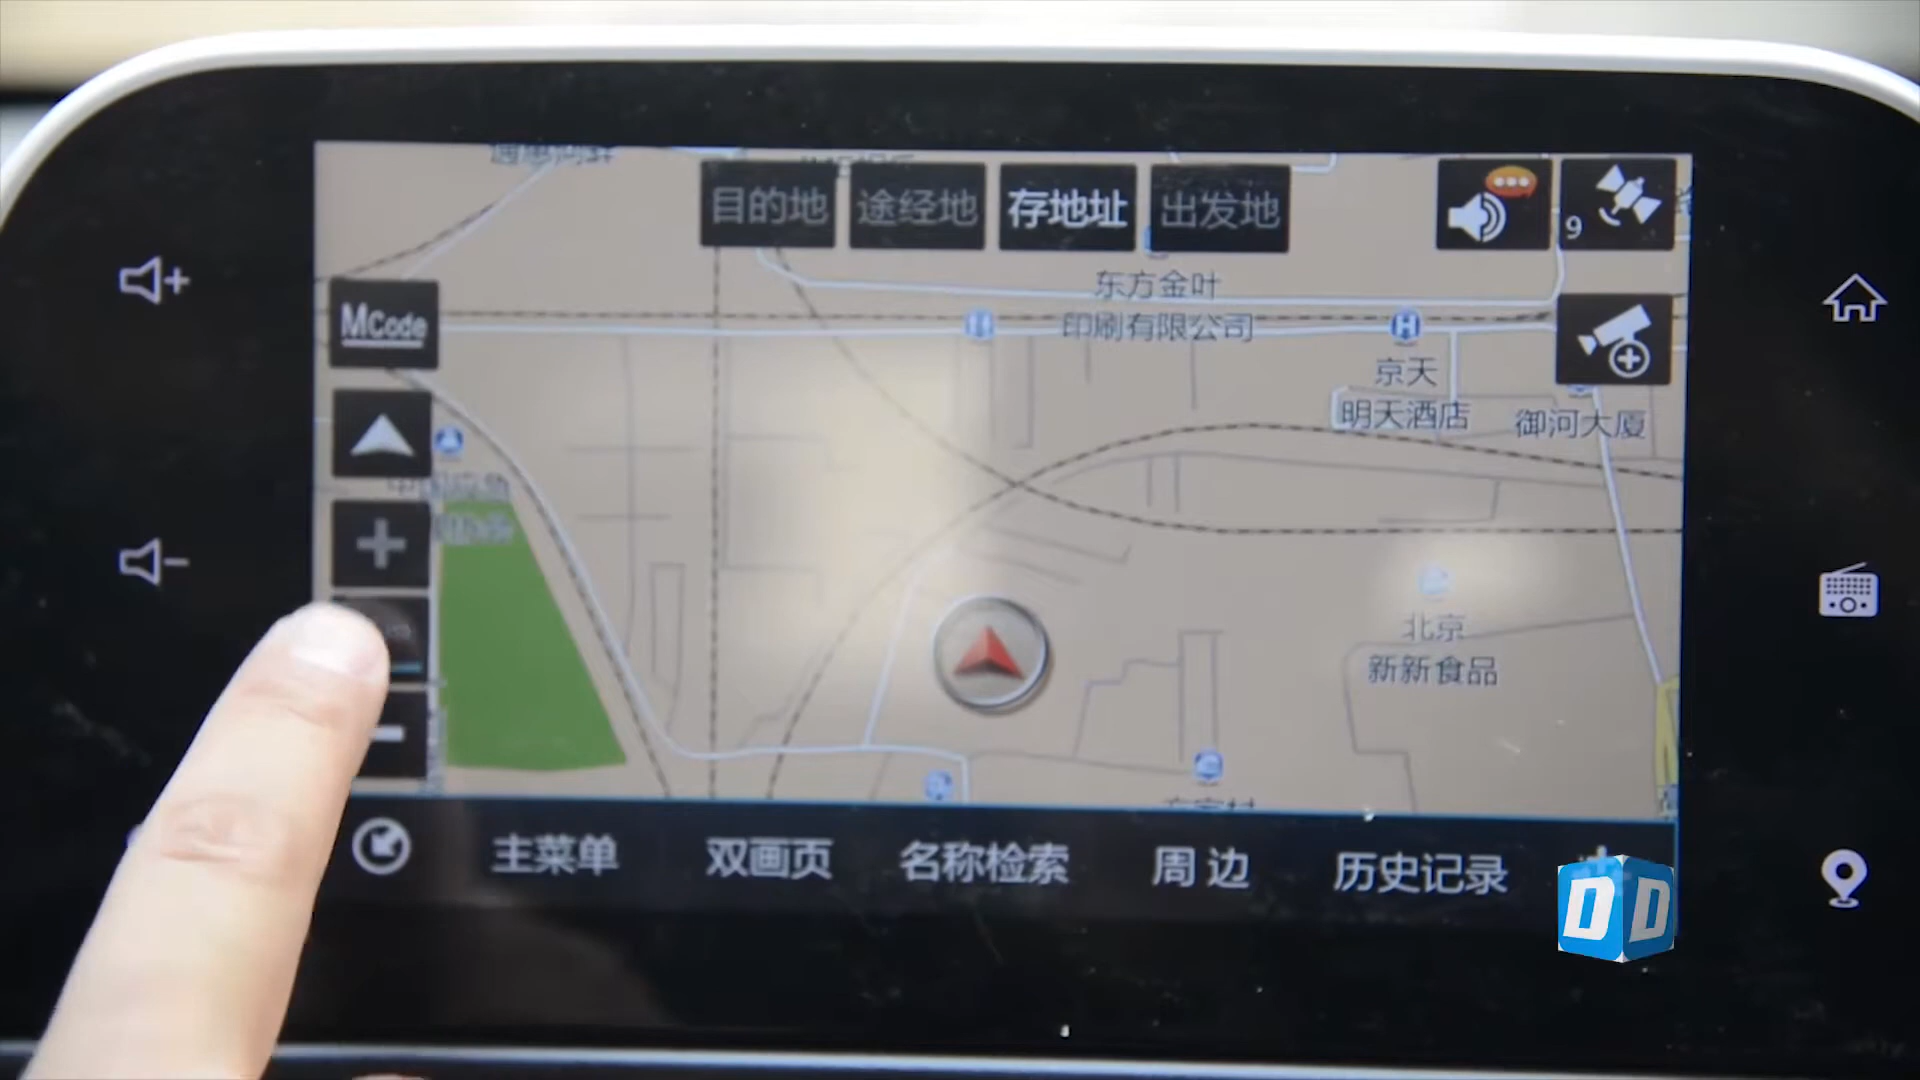 目的地
途经地
存地址
出发地
9
MCode
东方金叶
印刷有限公司
京天
明天酒店
御河大厦
北京
新新食品
主菜单
双画页
名称检索
周边
历史记录
DD